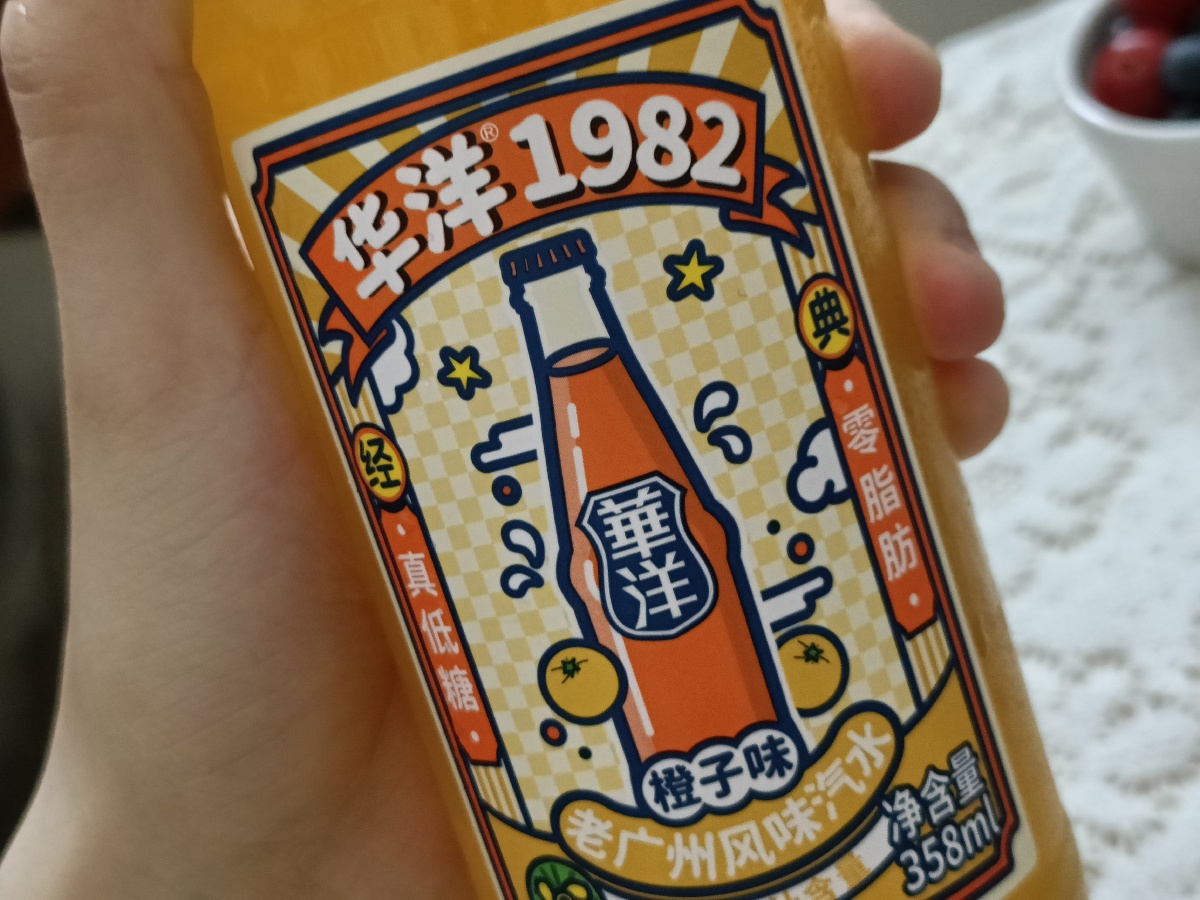 华洋®1982
经典
真低糖
零脂肪
華洋
橙子味
老广州风味汽水
净含量
358ml